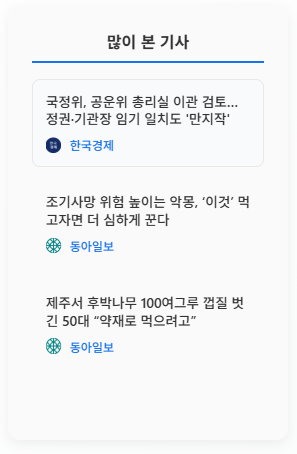 많이 본 기사
국정위, 공운위 총리실 이관 검토...
정권·기관장 임기 일치도 '만지작'
한국경제
조기사망 위험 높이는 악몽, ‘이것’ 먹
고자면 더 심하게 꾼다
동아일보
제주서 후박나무 100여그루 껍질 벗
긴 50대 “약재로 먹으려고”
동아일보